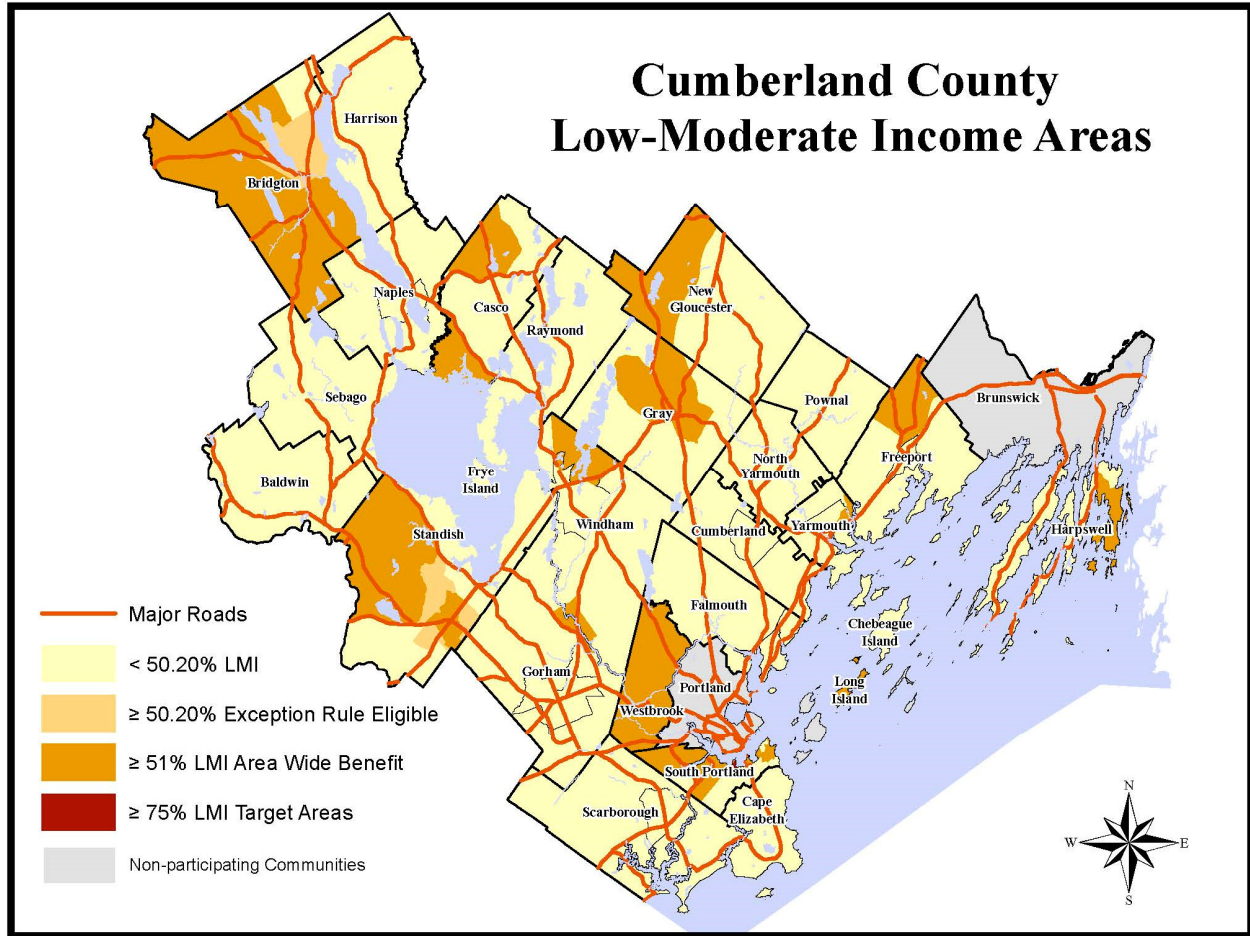 Cumberland County
Low-Moderate Income Areas
Harrison
Bridgton
Naples
Casco
Raymond
New
Gloucester
Sebago
Gray
Pownal
Brunswick
Freeport
North
Yarmouth
Baldwin
Frye
Island
Standish
Windham
Cumberland
Yarmouth
Harpswell
Falmouth
Chebeague
Island
Gorham
Portland
Long
Island
Westbrook
South Portland
Scarborough
Cape
Elizabeth
Major Roads
< 50.20% LMI
≥ 50.20% Exception Rule Eligible
≥ 51% LMI Area Wide Benefit
≥ 75% LMI Target Areas
Non-participating Communities
N
W
E
S